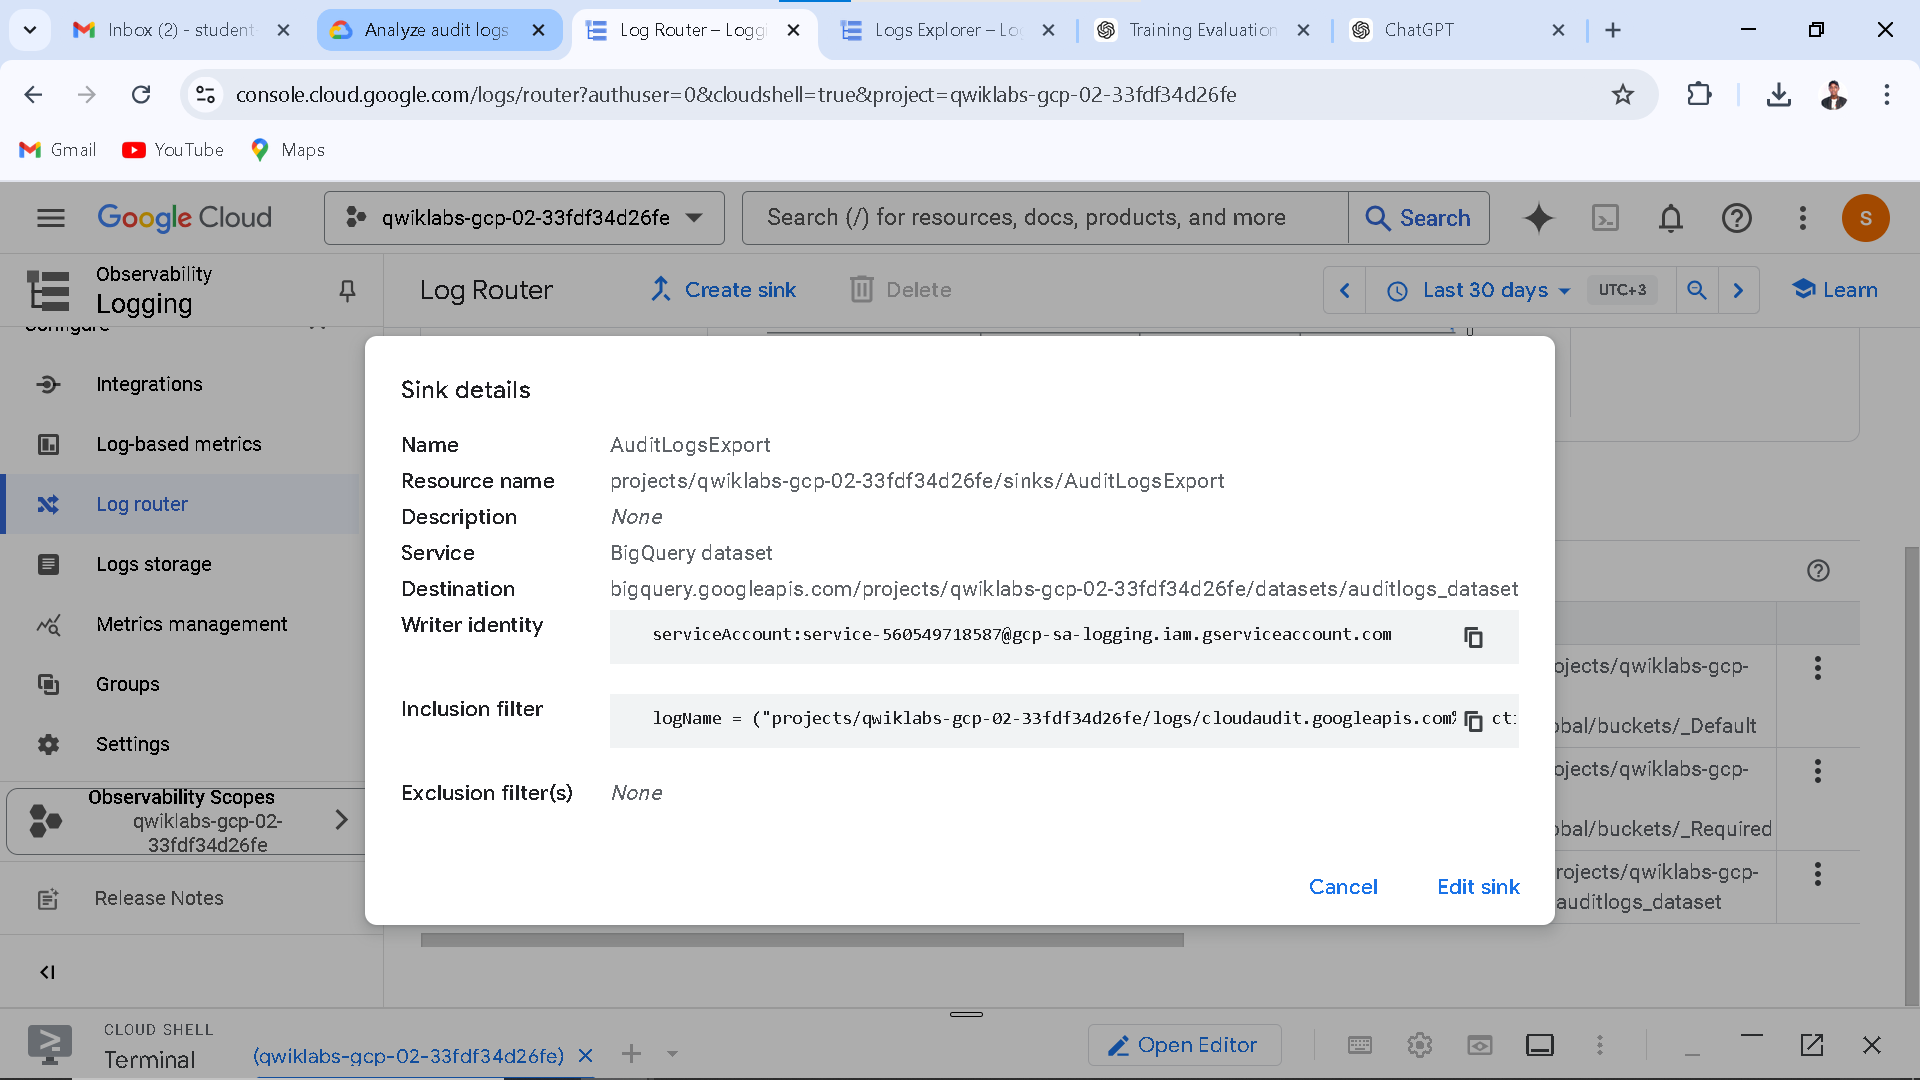 Inbox (2) - student
Analyze audit logs
Log Router – Loggi
Logs Explorer – Lo
Training Evaluation
ChatGPT
console.cloud.google.com/logs/router?authuser=0&cloudshell=true&project=qwiklabs-gcp-02-33fdf34d26fe
Gmail
YouTube
Maps
Google Cloud
qwiklabs-gcp-02-33fdf34d26fe
Search (/) for resources, docs, products, and more
Search
S
Observability
Logging
Log Router
Create sink
Delete
Last 30 days
UTC+3
Learn
Configure
Integrations
Log-based metrics
Log router
Logs storage
Metrics management
Groups
Settings
Observability Scopes
qwiklabs-gcp-02-
33fdf34d26fe
Release Notes
0
Sink details
Name AuditLogsExport
Resource name projects/qwiklabs-gcp-02-33fdf34d26fe/sinks/AuditLogsExport
Description None
Service BigQuery dataset
Destination bigquery.googleapis.com/projects/qwiklabs-gcp-02-33fdf34d26fe/datasets/auditlogs_dataset
Writer identity serviceAccount:service-560549718587@gcp-sa-logging.iam.gserviceaccount.com
Inclusion filter logName = ("projects/qwiklabs-gcp-02-33fdf34d26fe/logs/cloudaudit.googleapis.com%
Exclusion filter(s) None
Cancel
Edit sink
ojects/qwiklabs-gcp-
bal/buckets/_Default
ojects/qwiklabs-gcp-
bal/buckets/_Required
rojects/qwiklabs-gcp-
auditlogs_dataset
CLOUD SHELL
Terminal
(qwiklabs-gcp-02-33fdf34d26fe)
Open Editor